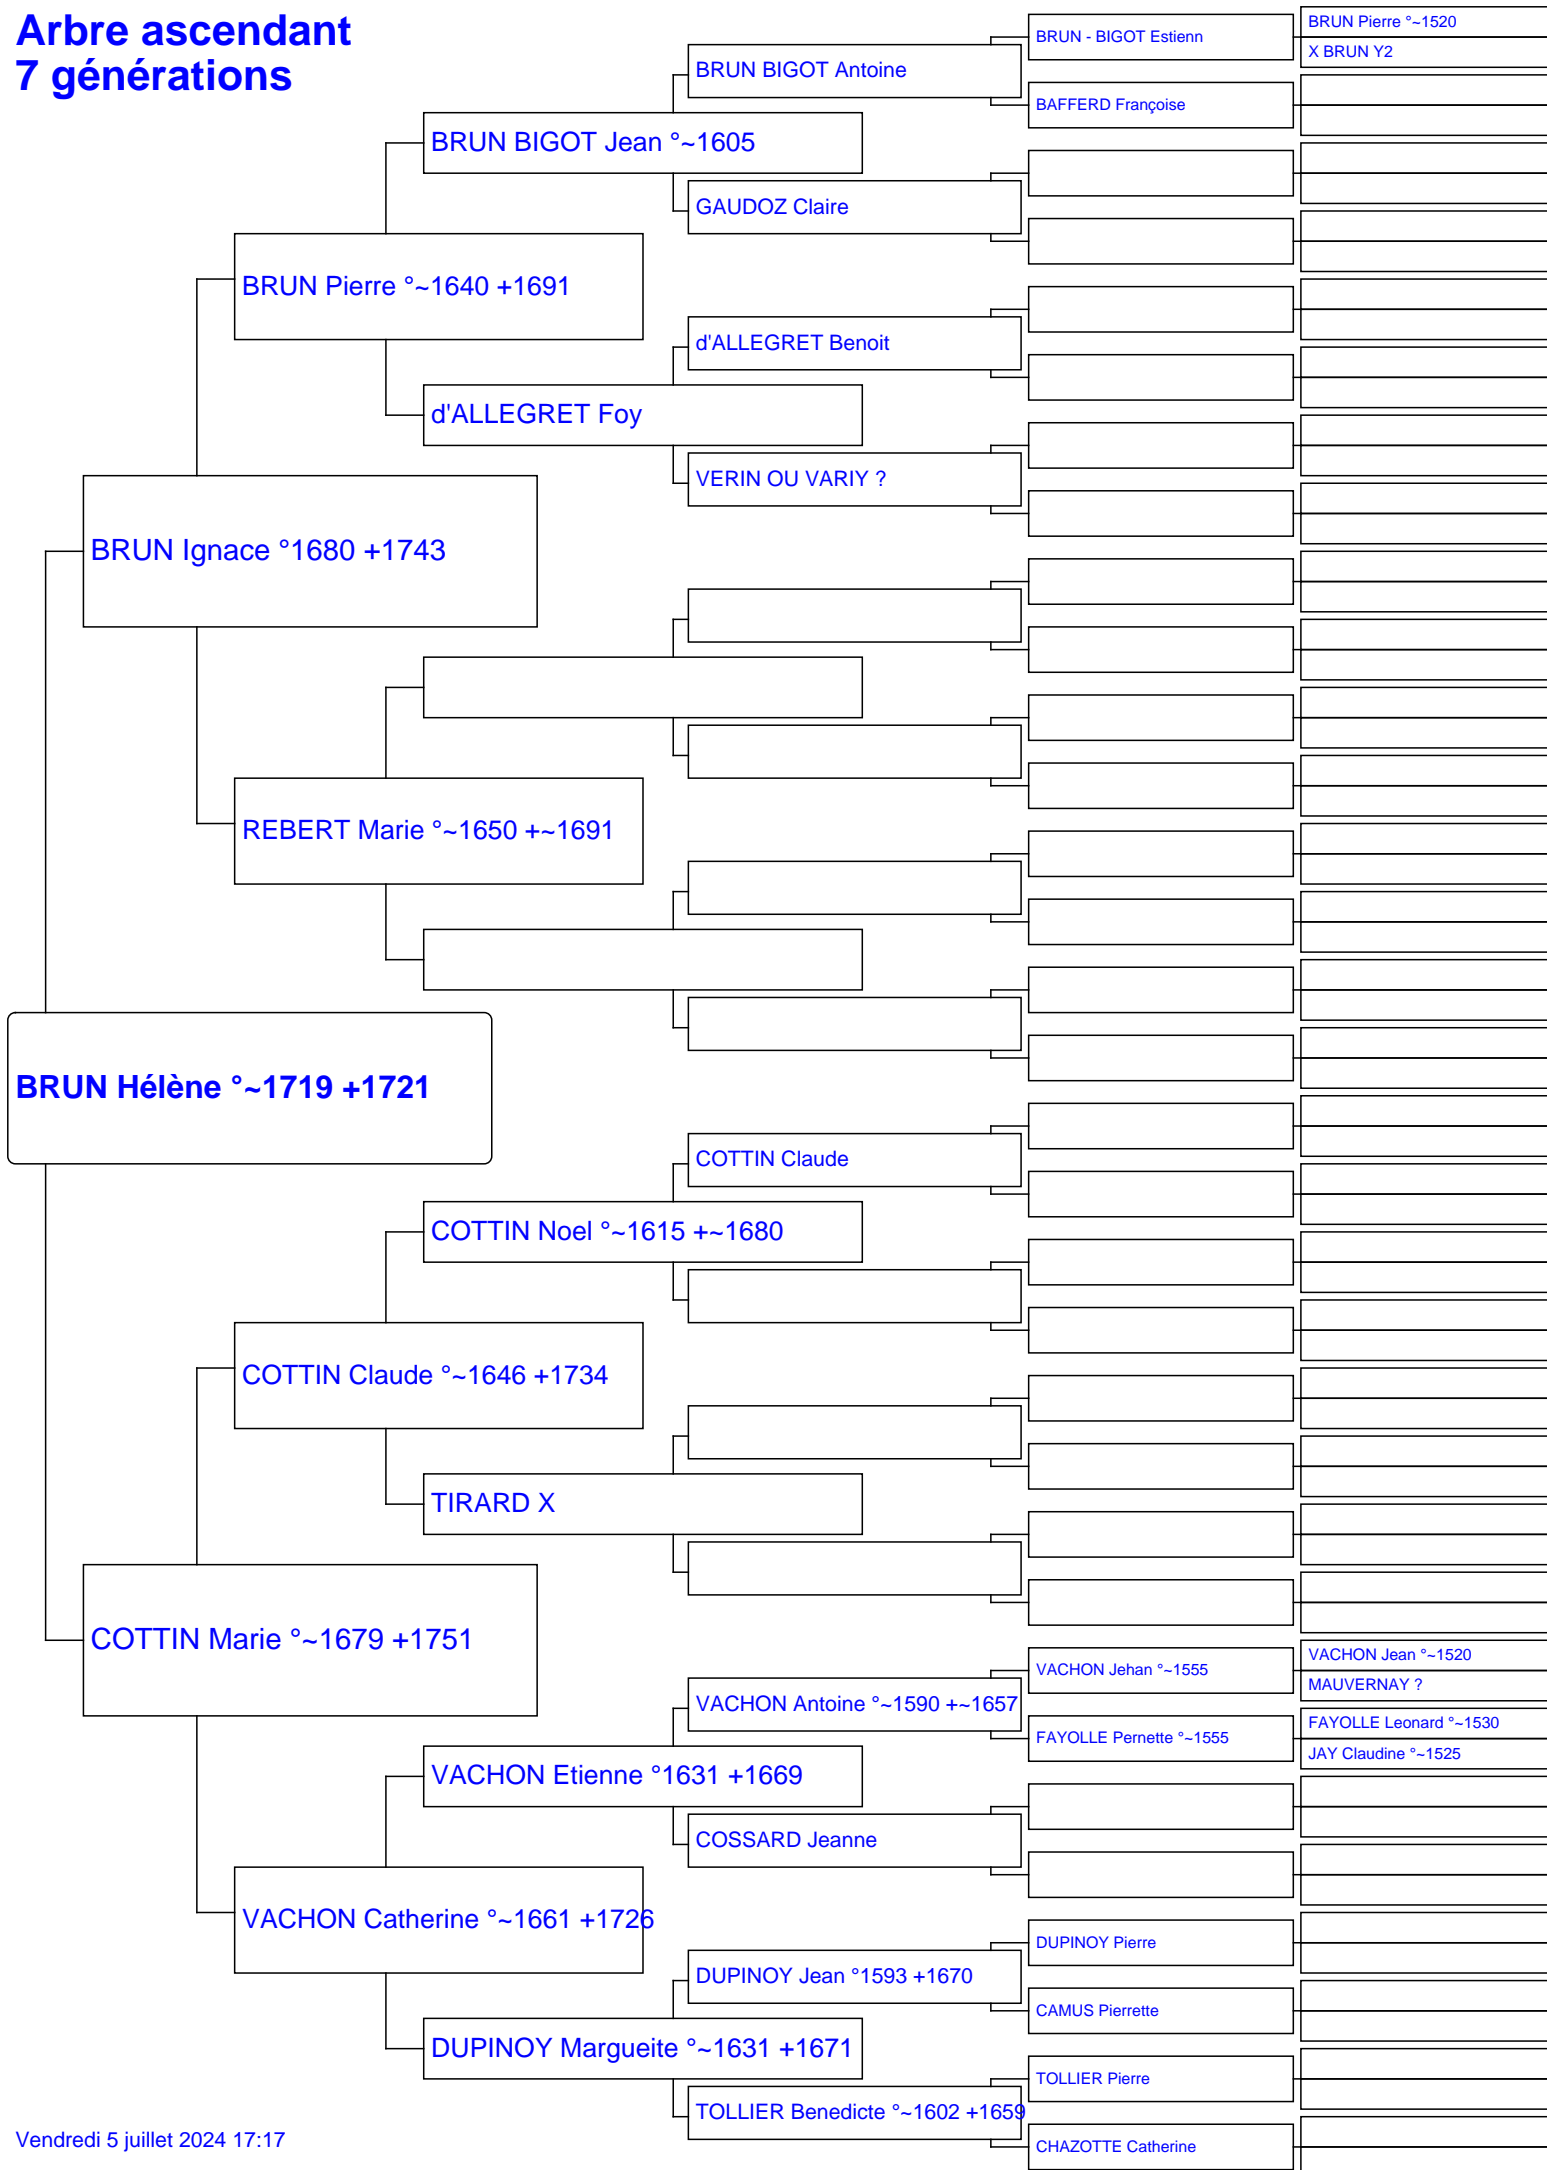 Arbre ascendant
7 générations
BRUN - BIGOT Estienn
BRUN Pierre °~1520
X BRUN Y2
BRUN BIGOT Antoine
BAFFERD Françoise
BRUN BIGOT Jean °~1605
GAUDOZ Claire
BRUN Pierre °~1640 +1691
d'ALLEGRET Benoit
d'ALLEGRET Foy
VERIN OU VARIY ?
BRUN Ignace °1680 +1743
REBERT Marie °~1650 +~1691
BRUN Hélène °~1719 +1721
COTTIN Claude
COTTIN Noel °~1615 +~1680
COTTIN Claude °~1646 +1734
TIRARD X
COTTIN Marie °~1679 +1751
VACHON Jehan °~1555
VACHON Jean °~1520
MAUVERNAY ?
VACHON Antoine °~1590 +~1657
FAYOLLE Pernette °~1555
FAYOLLE Leonard °~1530
JAY Claudine °~1525
VACHON Etienne °1631 +1669
COSSARD Jeanne
VACHON Catherine °~1661 +1726
DUPINOY Pierre
DUPINOY Jean °1593 +1670
CAMUS Pierrette
DUPINOY Margueite °~1631 +1671
TOLLIER Pierre
TOLLIER Benedicte °~1602 +1659
CHAZOTTE Catherine
Vendredi 5 juillet 2024 17:17